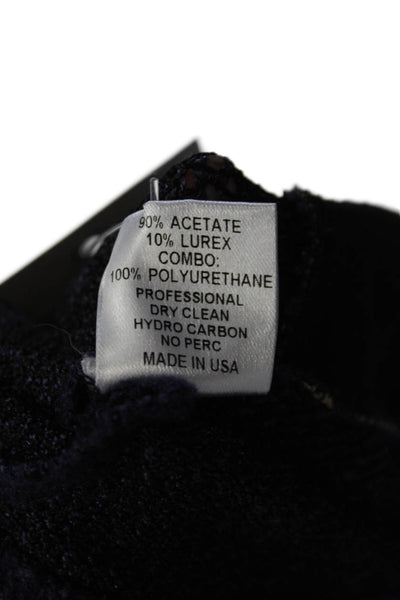 90% ACETATE
10% LUREX
COMBO:
100% POLYURETHANE
PROFESSIONAL
DRY CLEAN
HYDRO CARBON
NO PERC
MADE IN USA